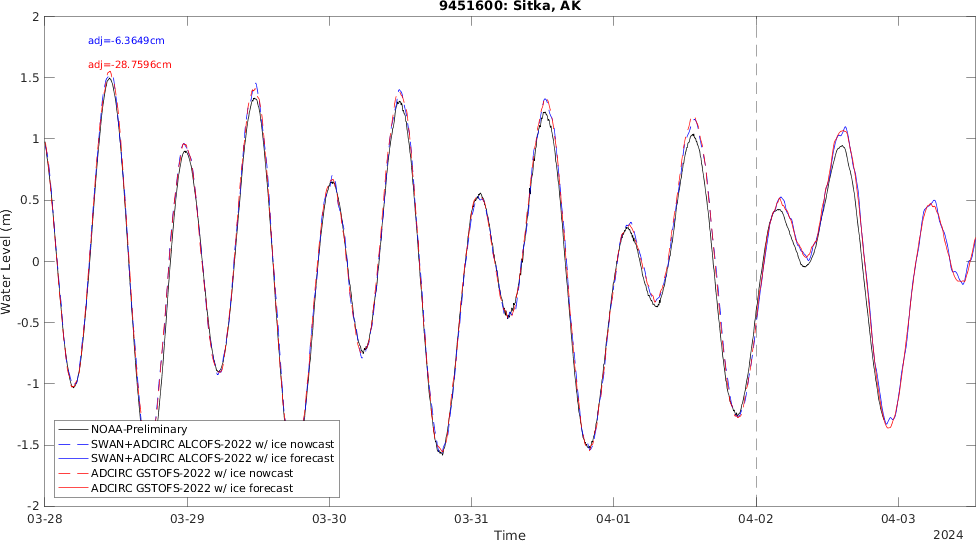 9451600: Sitka, AK
adj=-6.3649cm
adj=-28.7596cm
Water Level (m)
2
1.5
1
0.5
0
-0.5
-1
-1.5
-2
NOAA-Preliminary
SWAN+ADCIRC ALCOFS-2022 w/ ice nowcast
SWAN+ADCIRC ALCOFS-2022 w/ ice forecast
ADCIRC GSTOFS-2022 w/ ice nowcast
ADCIRC GSTOFS-2022 w/ ice forecast
03-28 03-29 03-30 03-31 04-01 04-02 04-03
Time
2024